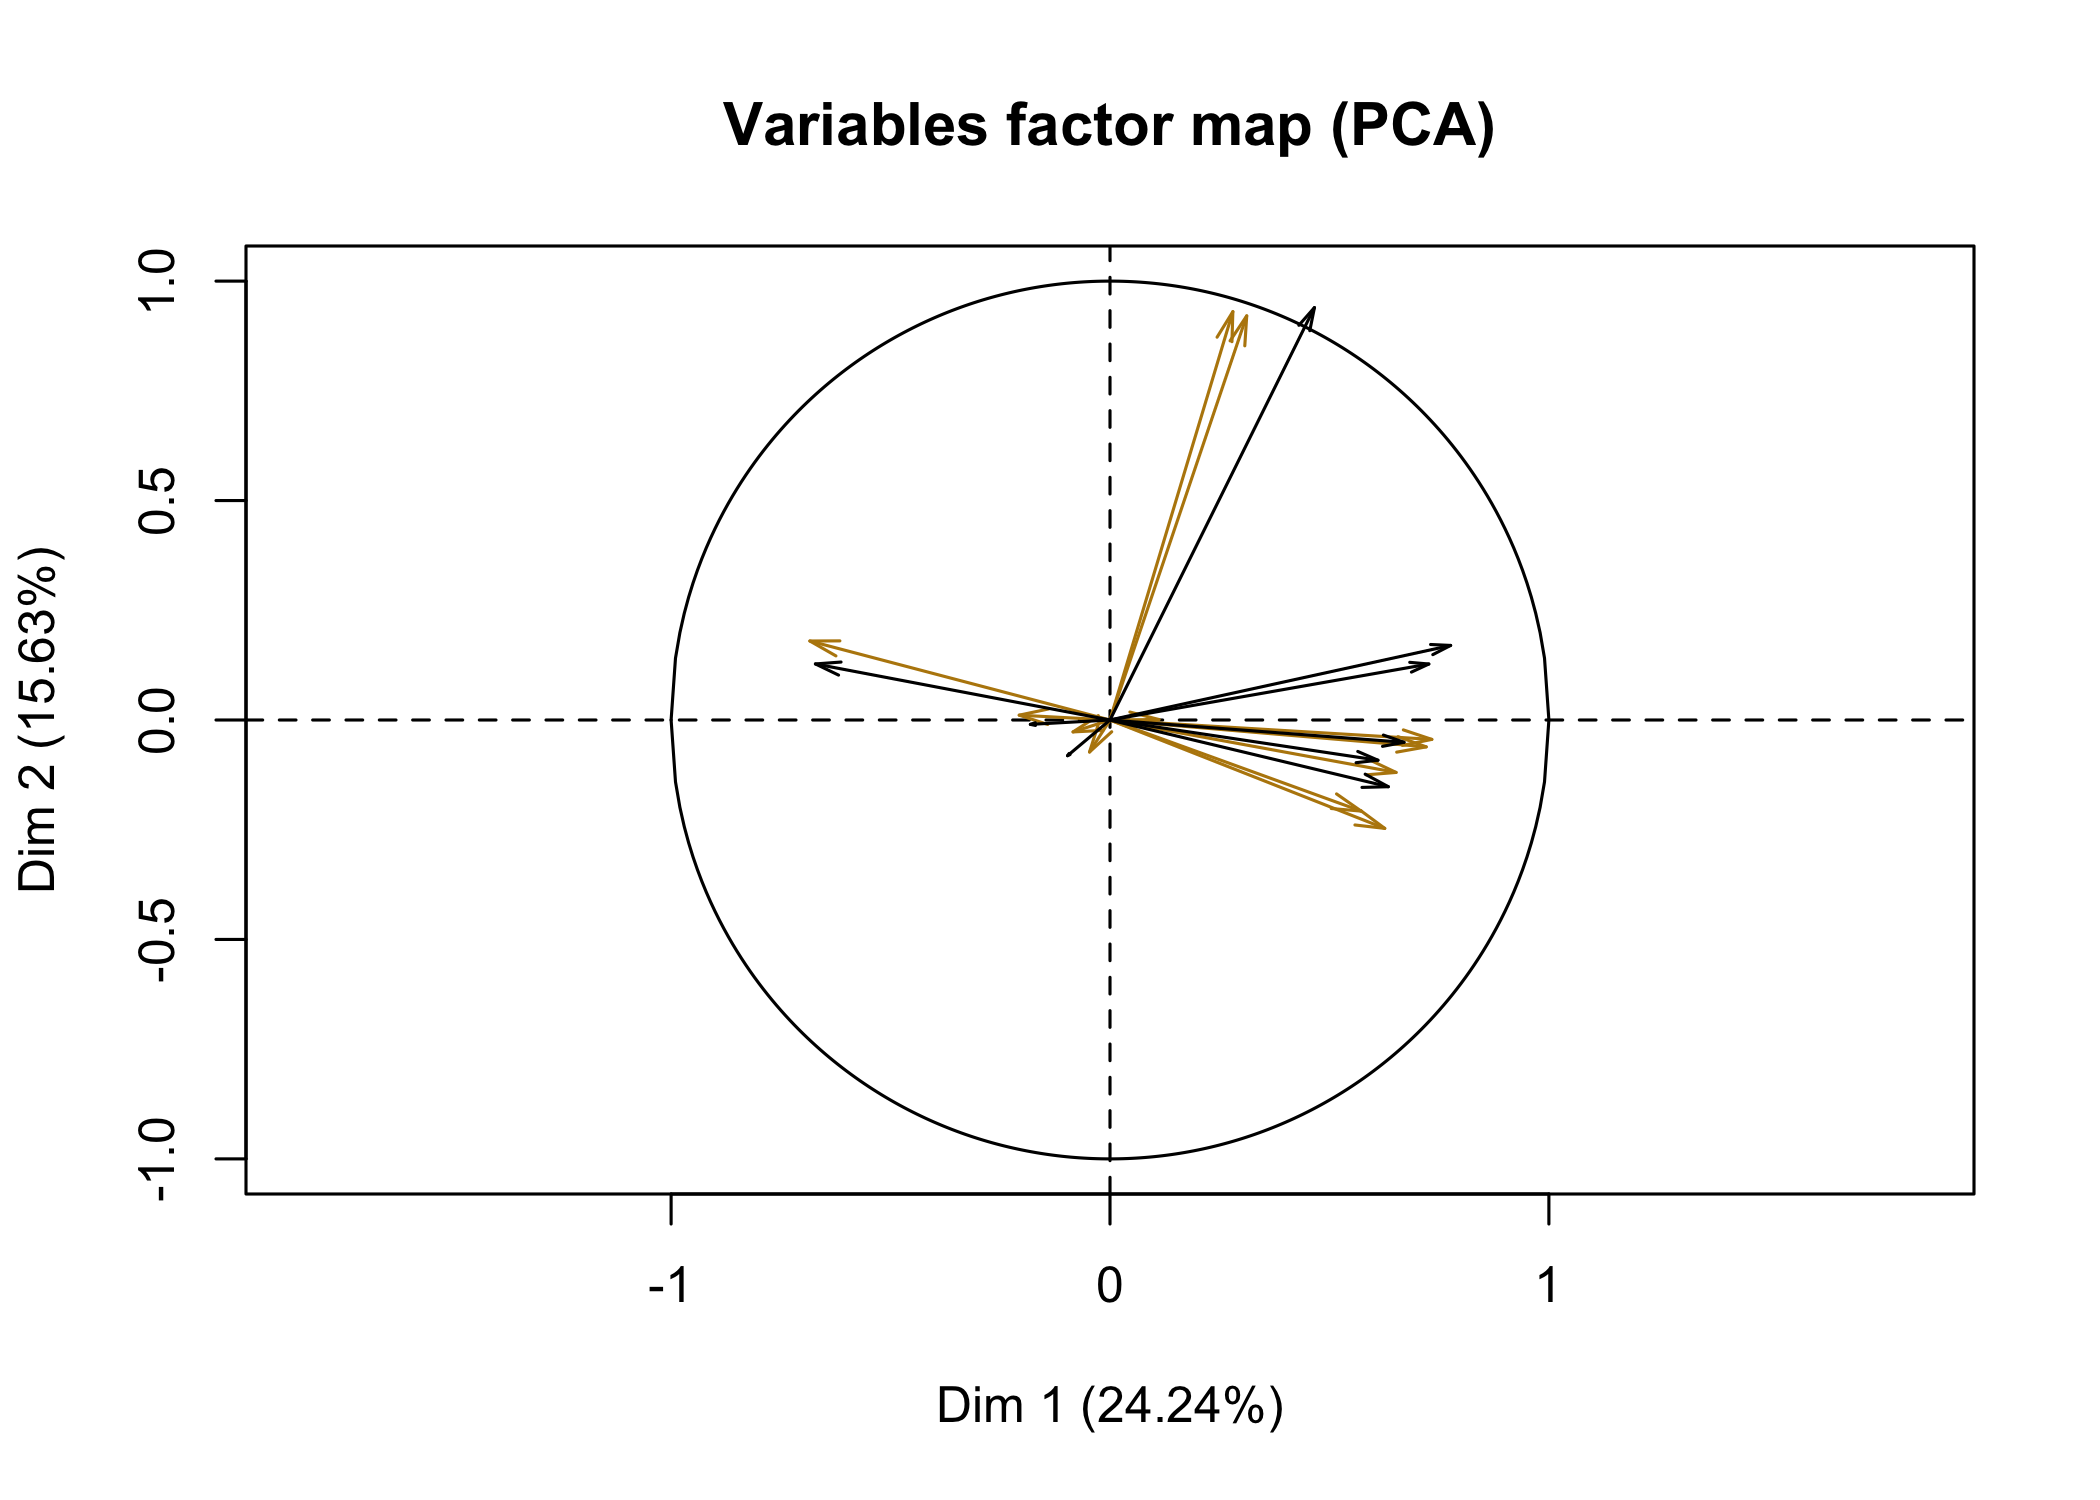 Variables factor map (PCA)
1.0
0.5
0.0
-0.5
-1.0
Dim 2 (15.63%)
-1 0 1
Dim 1 (24.24%)